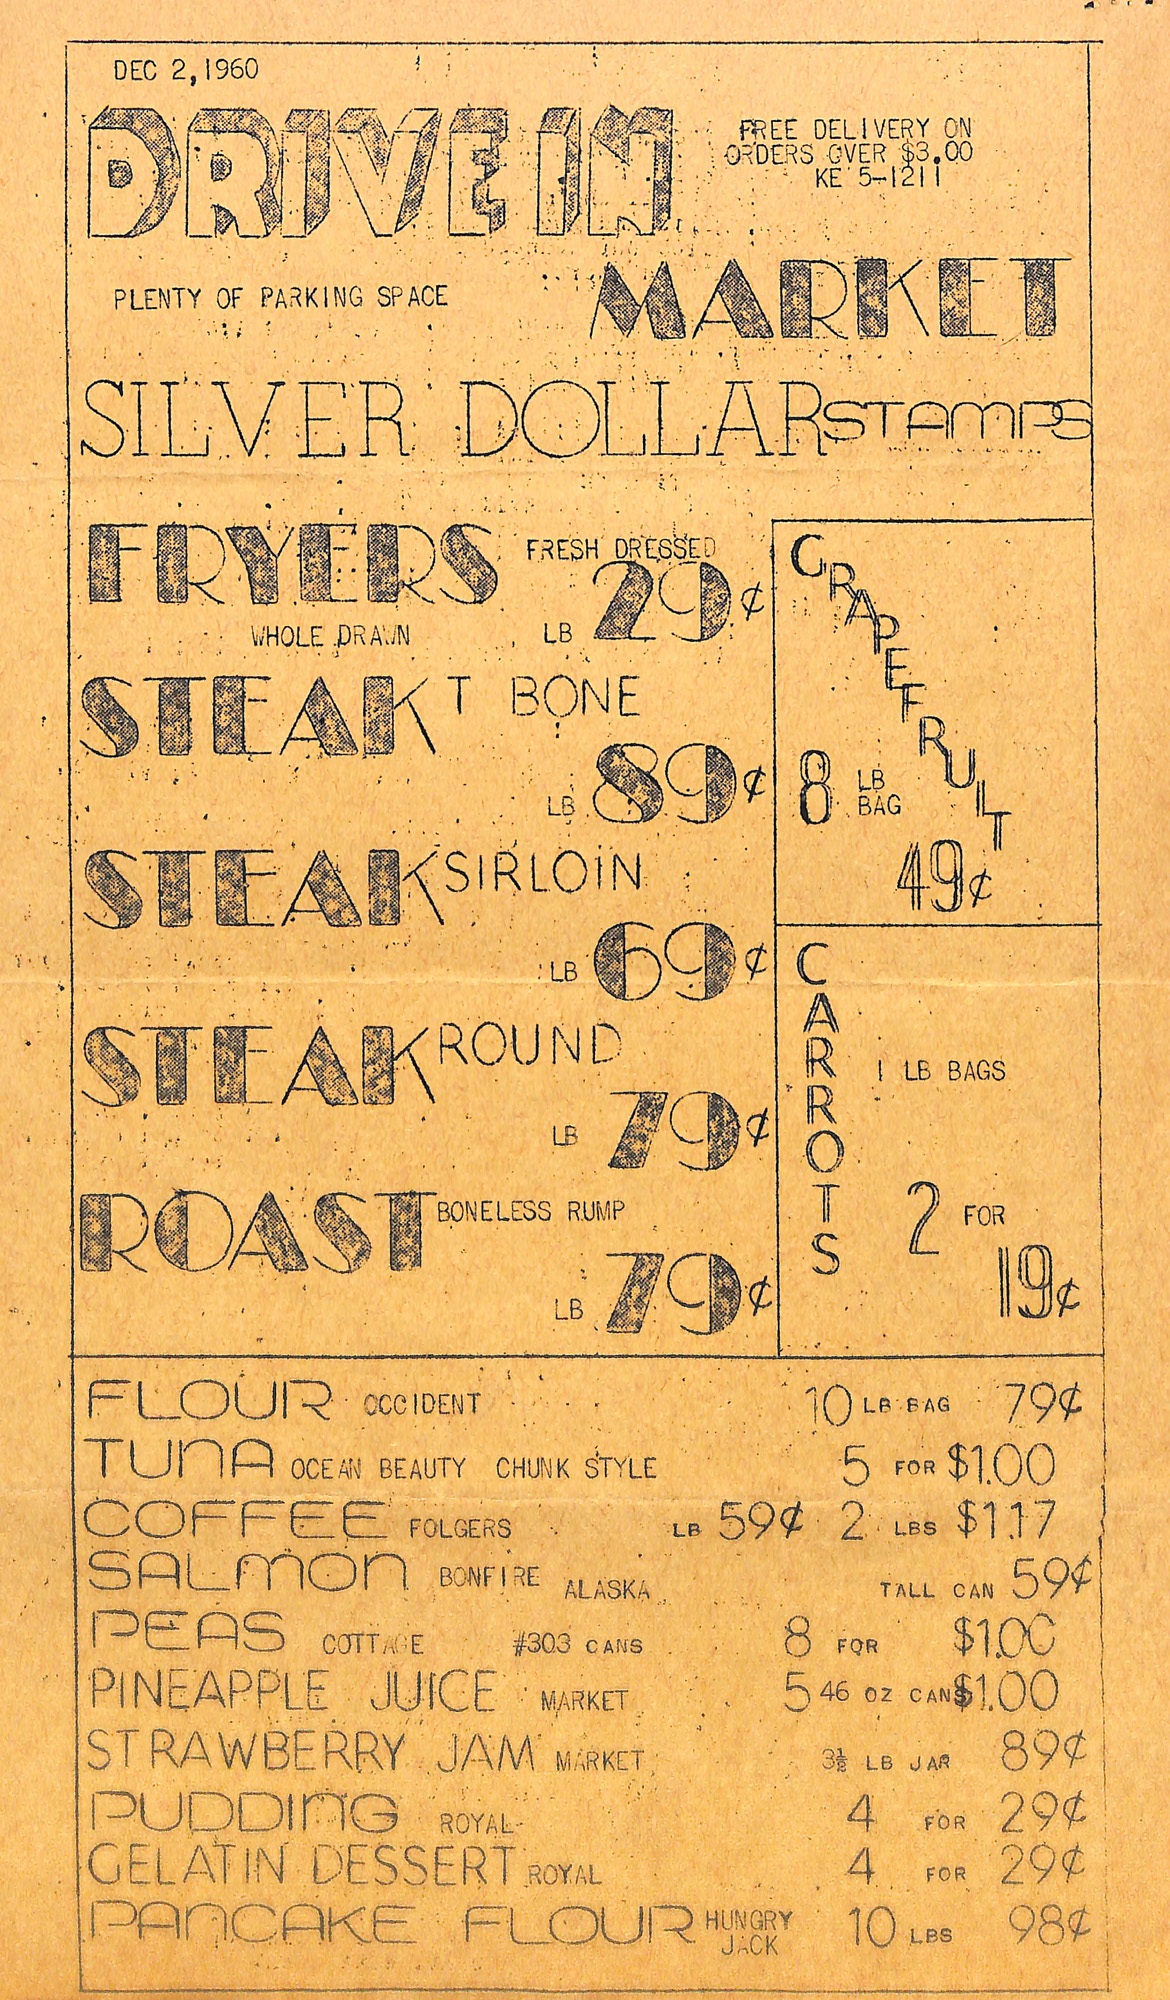 DEC 2, 1960
DRIVE IN
FREE DELIVERY ON
ORDERS OVER $3.00
KE 5-1211
MARKET
PLENTY OF PARKING SPACE
SILVER DOLLAR STAMPS
FRYERS FRESH DRESSED
WHOLE DRAWN LB 29¢
STEAK T BONE
LB 89¢
STEAK SIRLOIN
LB 69¢
STEAK ROUND
LB 79¢
ROAST BONELESS RUMP
LB 79¢
GRAPEFRUIT
8 LB
BAG
49¢
CARROTS
1 LB BAGS
2 FOR
19¢
FLOUR OCCIDENT 10 LB BAG 79¢
TUNA OCEAN BEAUTY CHUNK STYLE 5 FOR $1.00
COFFEE FOLGERS LB 59¢ 2 LBS $1.17
SALMON BONFIRE ALASKA TALL CAN 59¢
PEAS COTTAGE #303 CANS 8 FOR $1.00
PINEAPPLE JUICE MARKET 5 46 OZ CANS $1.00
STRAWBERRY JAM MARKET 3½ LB JAR 89¢
PUDDING ROYAL 4 FOR 29¢
GELATIN DESSERT ROYAL 4 FOR 29¢
PANCAKE FLOUR HUNGRY JACK 10 LBS 98¢